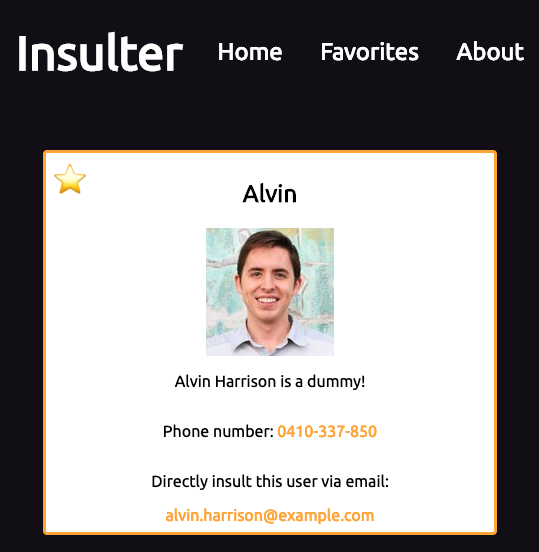 Insulter Home Favorites About
Alvin
Alvin Harrison is a dummy!
Phone number: 0410-337-850
Directly insult this user via email:
alvin.harrison@example.com